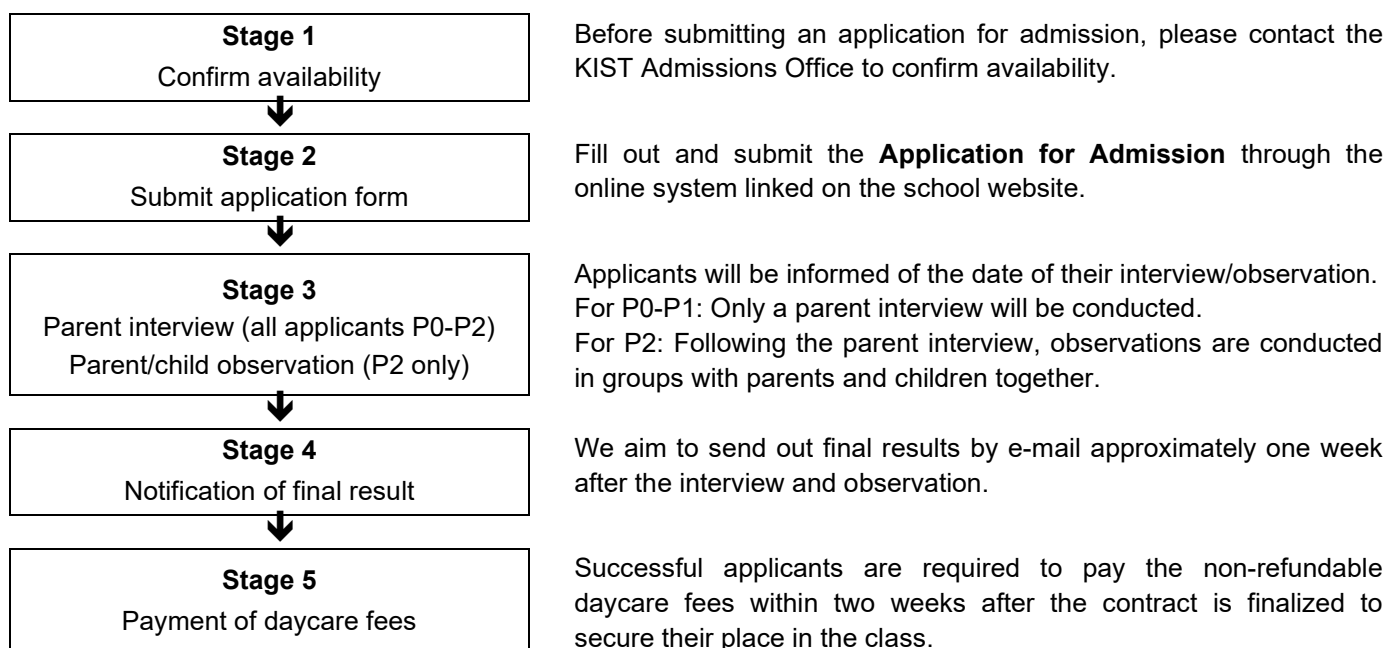 Stage 1
Confirm availability
Before submitting an application for admission, please contact the
KIST Admissions Office to confirm availability.
Stage 2
Submit application form
Fill out and submit the Application for Admission through the
online system linked on the school website.
Stage 3
Parent interview (all applicants P0-P2)
Parent/child observation (P2 only)
Applicants will be informed of the date of their interview/observation.
For P0-P1: Only a parent interview will be conducted.
For P2: Following the parent interview, observations are conducted
in groups with parents and children together.
Stage 4
Notification of final result
We aim to send out final results by e-mail approximately one week
after the interview and observation.
Stage 5
Payment of daycare fees
Successful applicants are required to pay the non-refundable
daycare fees within two weeks after the contract is finalized to
secure their place in the class.